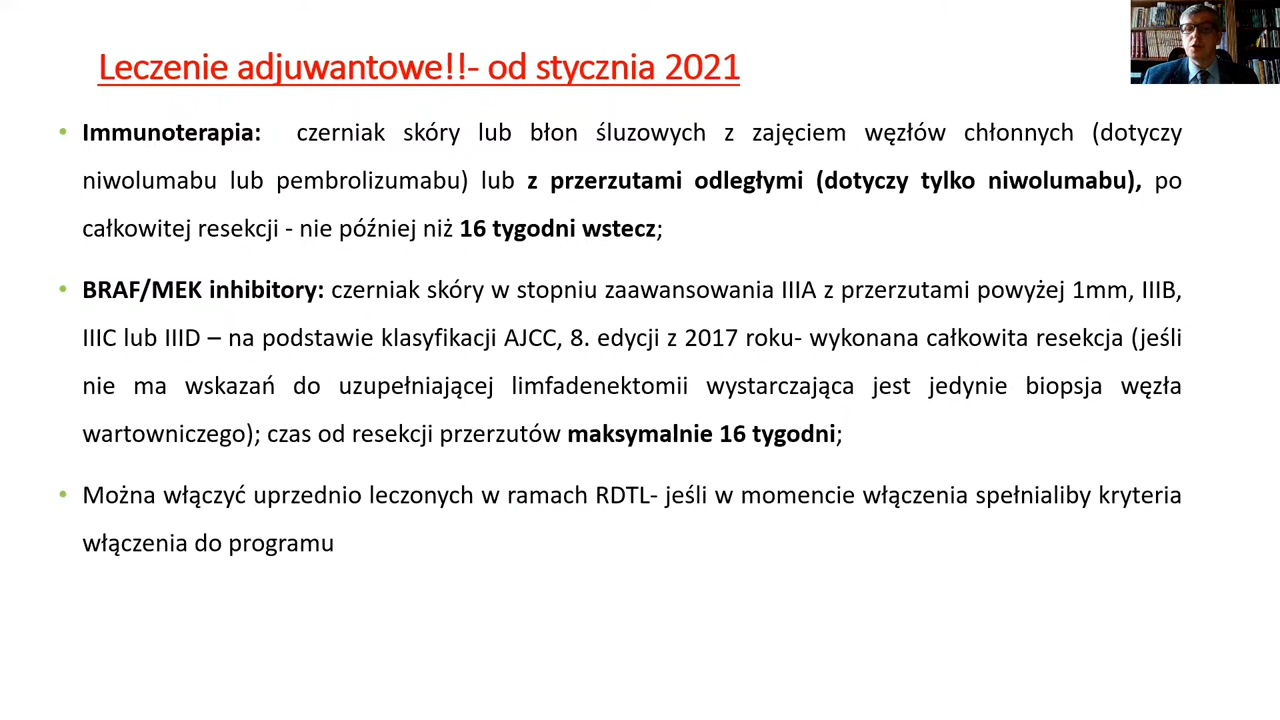 Leczenie adjuwantowe!!- od stycznia 2021
• Immunoterapia: czerniak skóry lub błon śluzowych z zajęciem węzłów chłonnych (dotyczy
niwolumabu lub pembrolizumabu) lub z przerzutami odległymi (dotyczy tylko niwolumabu), po
całkowitej resekcji - nie później niż 16 tygodni wstecz;
• BRAF/MEK inhibitory: czerniak skóry w stopniu zaawansowania IIIA z przerzutami powyżej 1mm, IIIB,
IIIC lub IIID – na podstawie klasyfikacji AJCC, 8. edycji z 2017 roku- wykonana całkowita resekcja (jeśli
nie ma wskazań do uzupełniającej limfadenektomii wystarczająca jest jedynie biopsja węzła
wartowniczego); czas od resekcji przerzutów maksymalnie 16 tygodni;
• Można włączyć uprzednio leczonych w ramach RDTL- jeśli w momencie włączenia spełnialiby kryteria
włączenia do programu